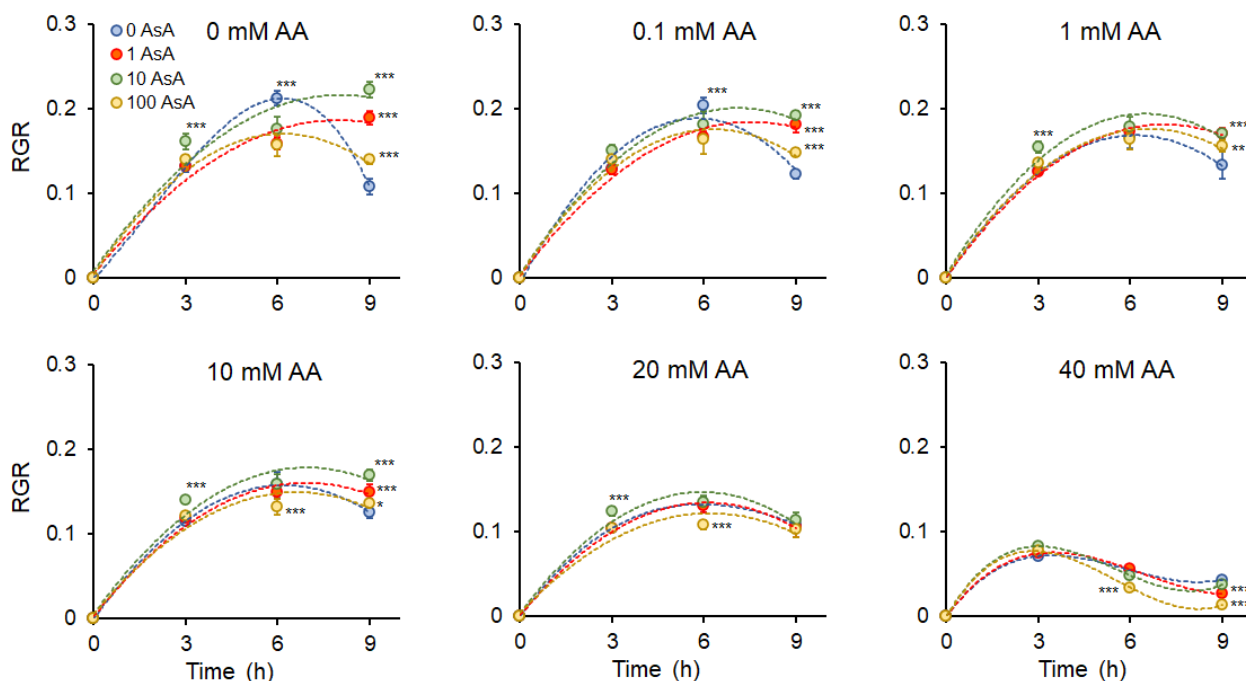 0 mM AA
0.1 mM AA
1 mM AA
0 AsA
1 AsA
10 AsA
100 AsA
RGR
0.3
0.2
0.1
0
0 3 6 9
***
***
***
***
***
0.3
0.2
0.1
0
0 3 6 9
***
***
***
***
0.3
0.2
0.1
0
0 3 6 9
***
***
**
10 mM AA
20 mM AA
40 mM AA
RGR
0.3
0.2
0.1
0
0 3 6 9
Time (h)
***
***
***
***
*
0.3
0.2
0.1
0
0 3 6 9
Time (h)
***
***
0.3
0.2
0.1
0
0 3 6 9
Time (h)
***
***
***